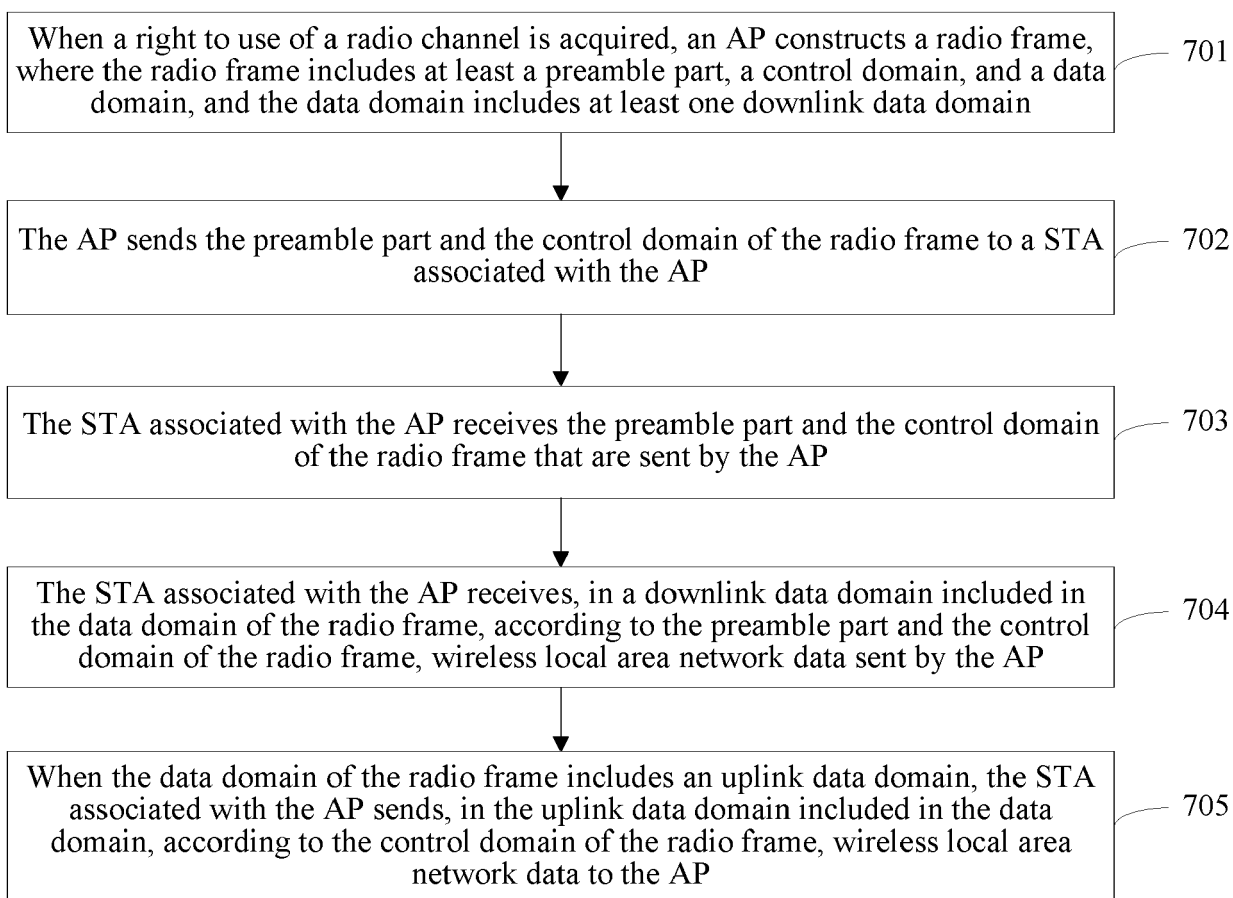 When a right to use of a radio channel is acquired, an AP constructs a radio frame,
where the radio frame includes at least a preamble part, a control domain, and a data
domain, and the data domain includes at least one downlink data domain
701
The AP sends the preamble part and the control domain of the radio frame to a STA
associated with the AP
702
The STA associated with the AP receives the preamble part and the control domain
of the radio frame that are sent by the AP
703
The STA associated with the AP receives, in a downlink data domain included in
the data domain of the radio frame, according to the preamble part and the control
domain of the radio frame, wireless local area network data sent by the AP
704
When the data domain of the radio frame includes an uplink data domain, the STA
associated with the AP sends, in the uplink data domain included in the data
domain, according to the control domain of the radio frame, wireless local area
network data to the AP
705